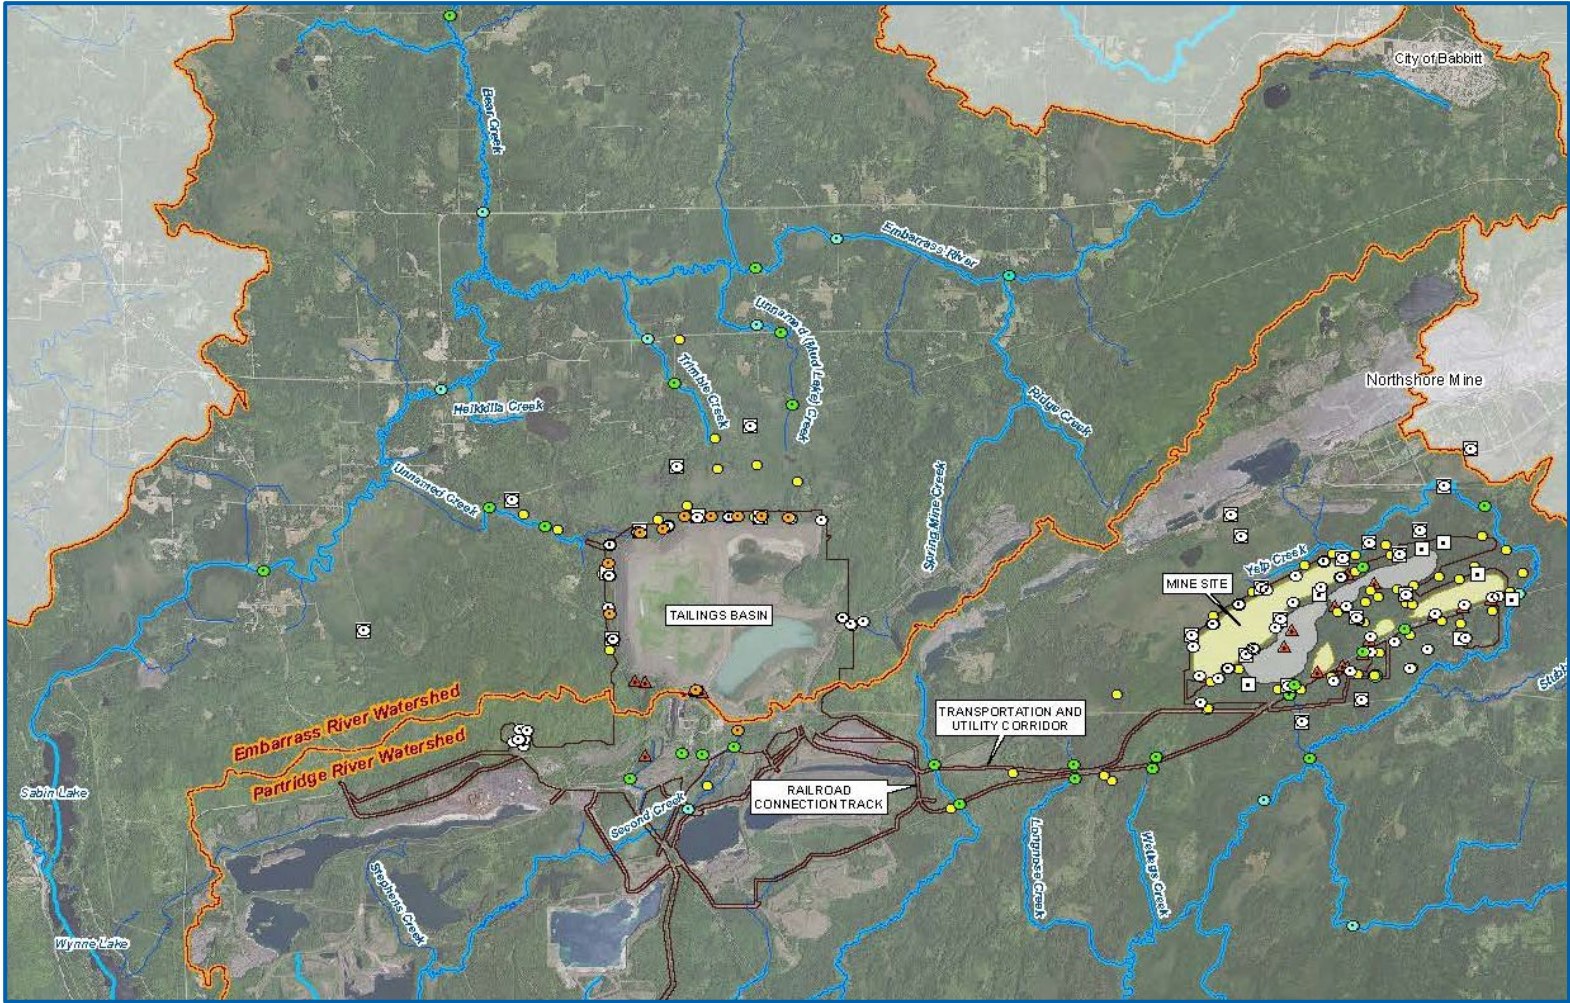 City of Babbitt
Bear Creek
Embarrass River
Unnamed (Mud Lake) Creek
Trimble Creek
Heikkilla Creek
Ridge Creek
Northshore Mine
Unnamed Creek
Spring Mine Creek
Yelp Creek
MINE SITE
TAILINGS BASIN
Embarrass River Watershed
Partridge River Watershed
TRANSPORTATION AND
UTILITY CORRIDOR
RAILROAD
CONNECTION TRACK
Sabin Lake
Second Creek
Longnose Creek
Wetlegs Creek
Stephens Creek
Wynne Lake